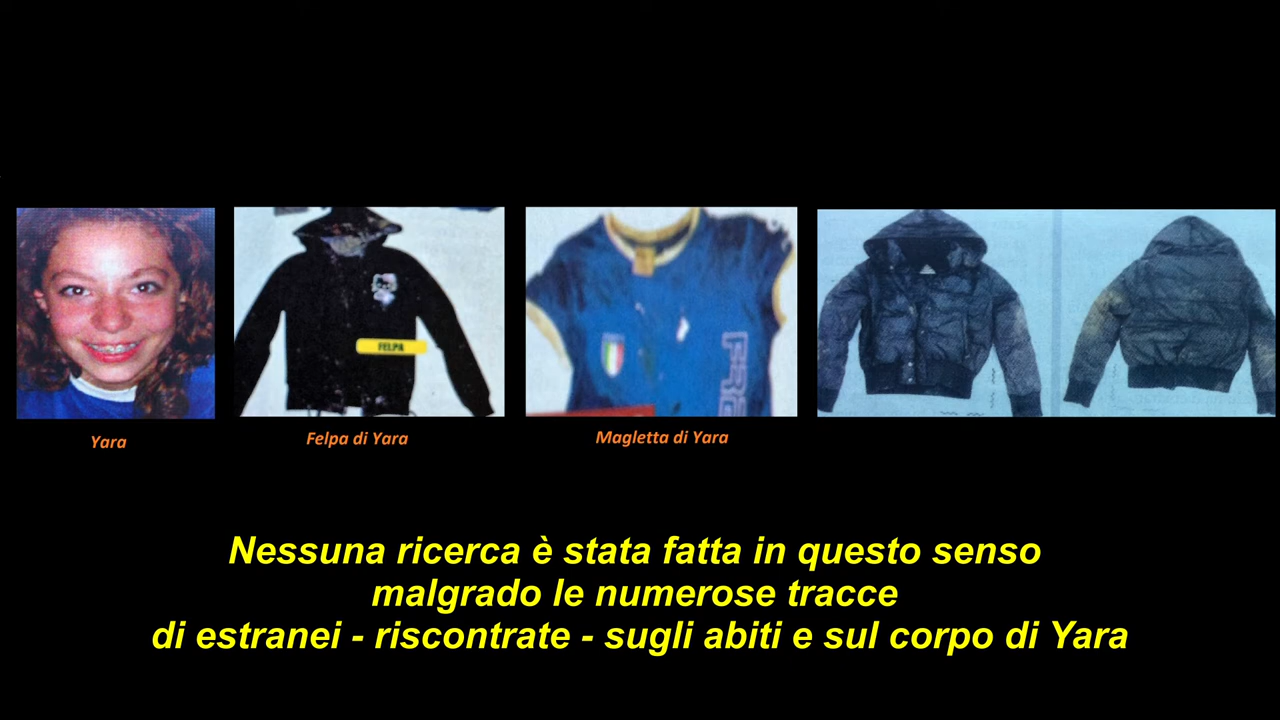 FELPA
FRC
Yara
Felpa di Yara
Magletta di Yara
Nessuna ricerca è stata fatta in questo senso
malgrado le numerose tracce
di estranei - riscontrate - sugli abiti e sul corpo di Yara